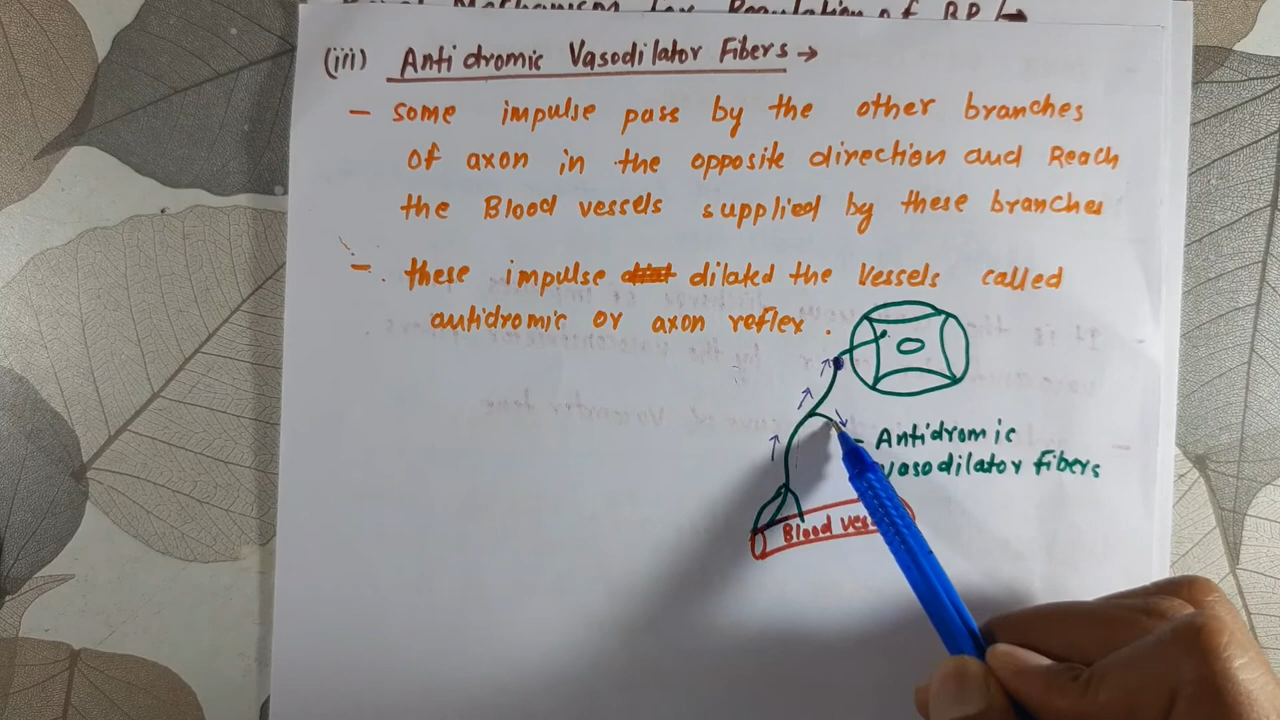 (iii) Antidromic Vasodilator Fibers →
- some impulse pass by the other branches
of axon in the opposite direction and Reach
the Blood vessels supplied by these branches
- these impulse dilated the vessels called
antidromic or axon reflex .
- Antidromic
vasodilator Fibers
Blood